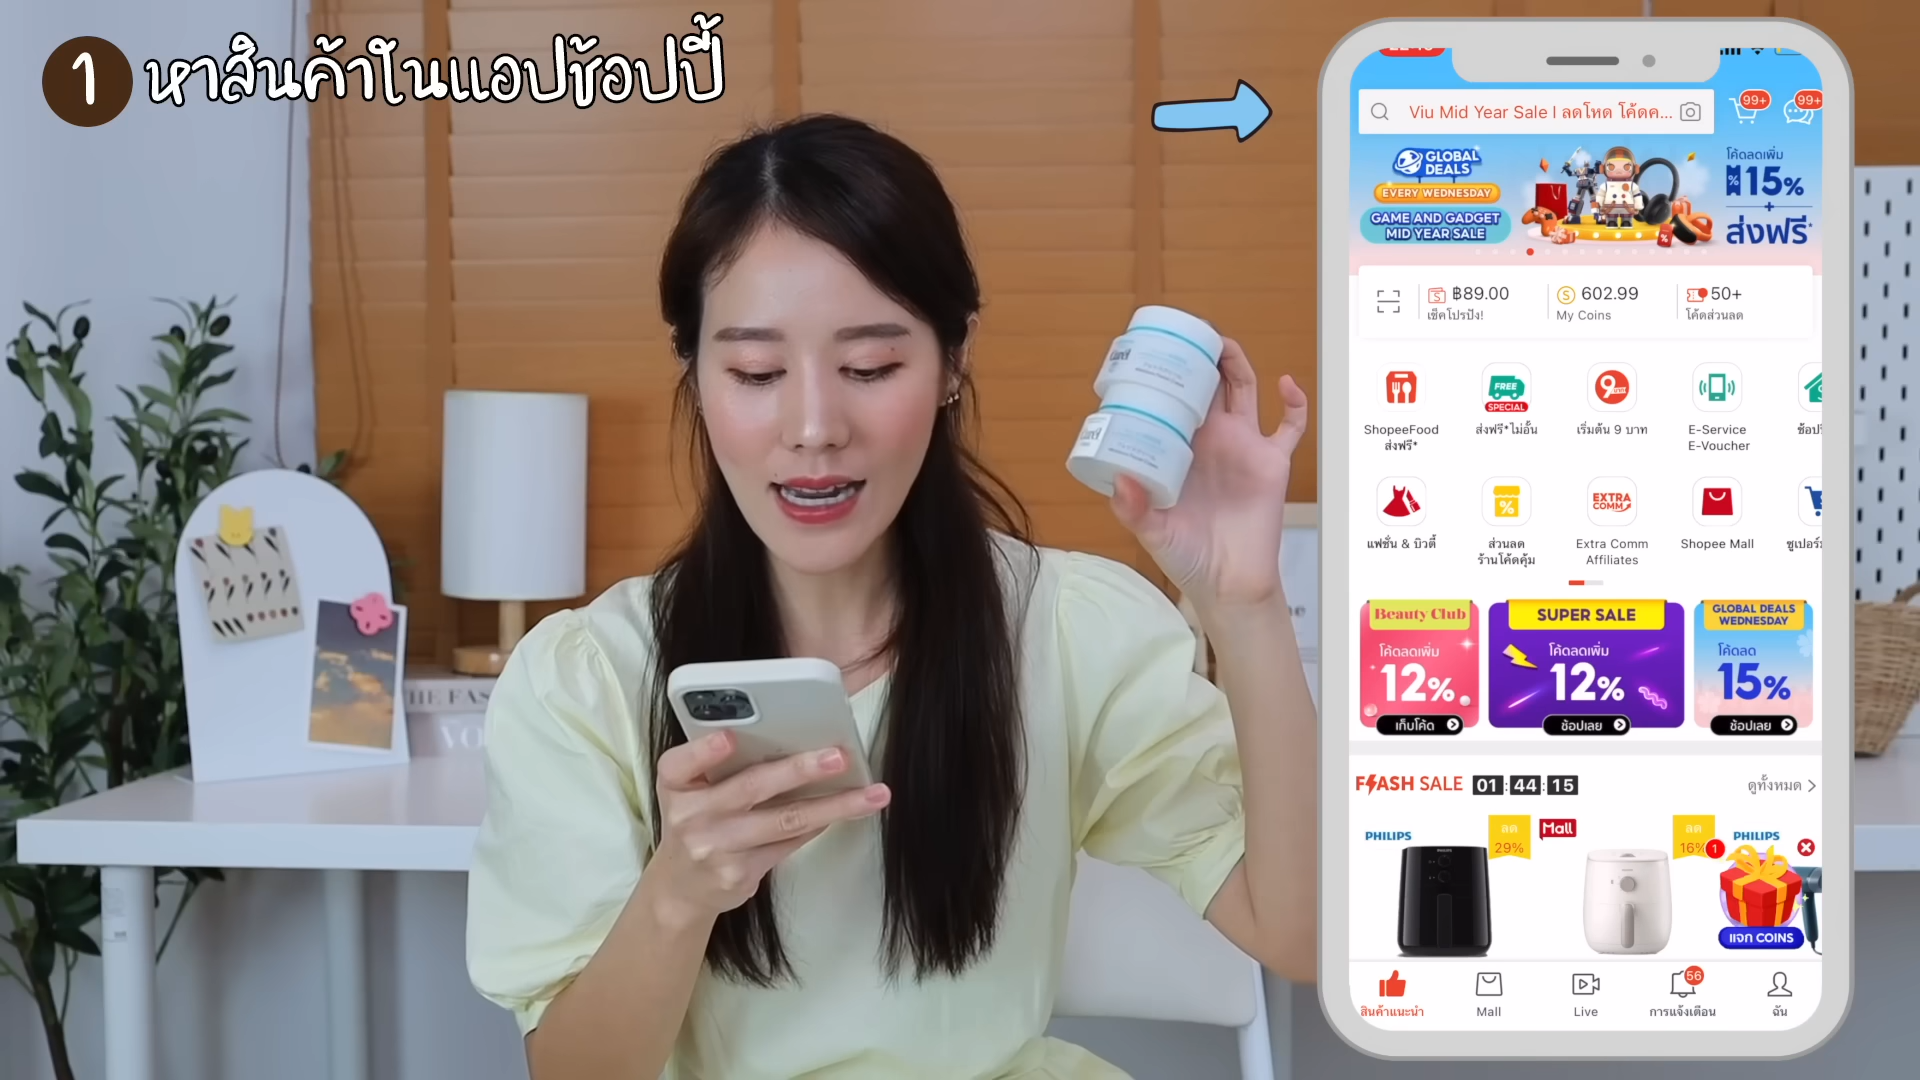 1 หาสินค้าในแอปช้อปปี้
Viu Mid Year Sale l ลดโหด โค้ดค...
99+
99+
GLOBAL
DEALS
EVERY WEDNESDAY
GAME AND GADGET
MID YEAR SALE
โค้ดลดเพิ่ม
%15%
+
ส่งฟรี*
฿89.00
เช็คโปรปัง!
602.99
My Coins
50+
โค้ดส่วนลด
ShopeeFood
ส่งฟรี*
FREE
SPECIAL
ส่งฟรี*ไม่อั้น
9
เริ่มต้น 9 บาท
E-Service
E-Voucher
แฟชั่น & บิวตี้
%
ส่วนลด
ร้านโค้ดคุ้ม
EXTRA
COMM
Extra Comm
Affiliates
Shopee Mall
Beauty Club
โค้ดลดเพิ่ม
12%
เก็บโค้ด
SUPER SALE
โค้ดลดเพิ่ม
12%
ช้อปเลย
GLOBAL DEALS
WEDNESDAY
โค้ดลด
15%
ช้อปเลย
FLASH SALE 01:44:15
ดูทั้งหมด
PHILIPS
ลด
29%
Mall
ลด
16%
1
PHILIPS
แจก COINS
สินค้าแนะนำ
Mall
Live
56
การแจ้งเตือน
ฉัน
Curél
Curél
THE FAS
VO